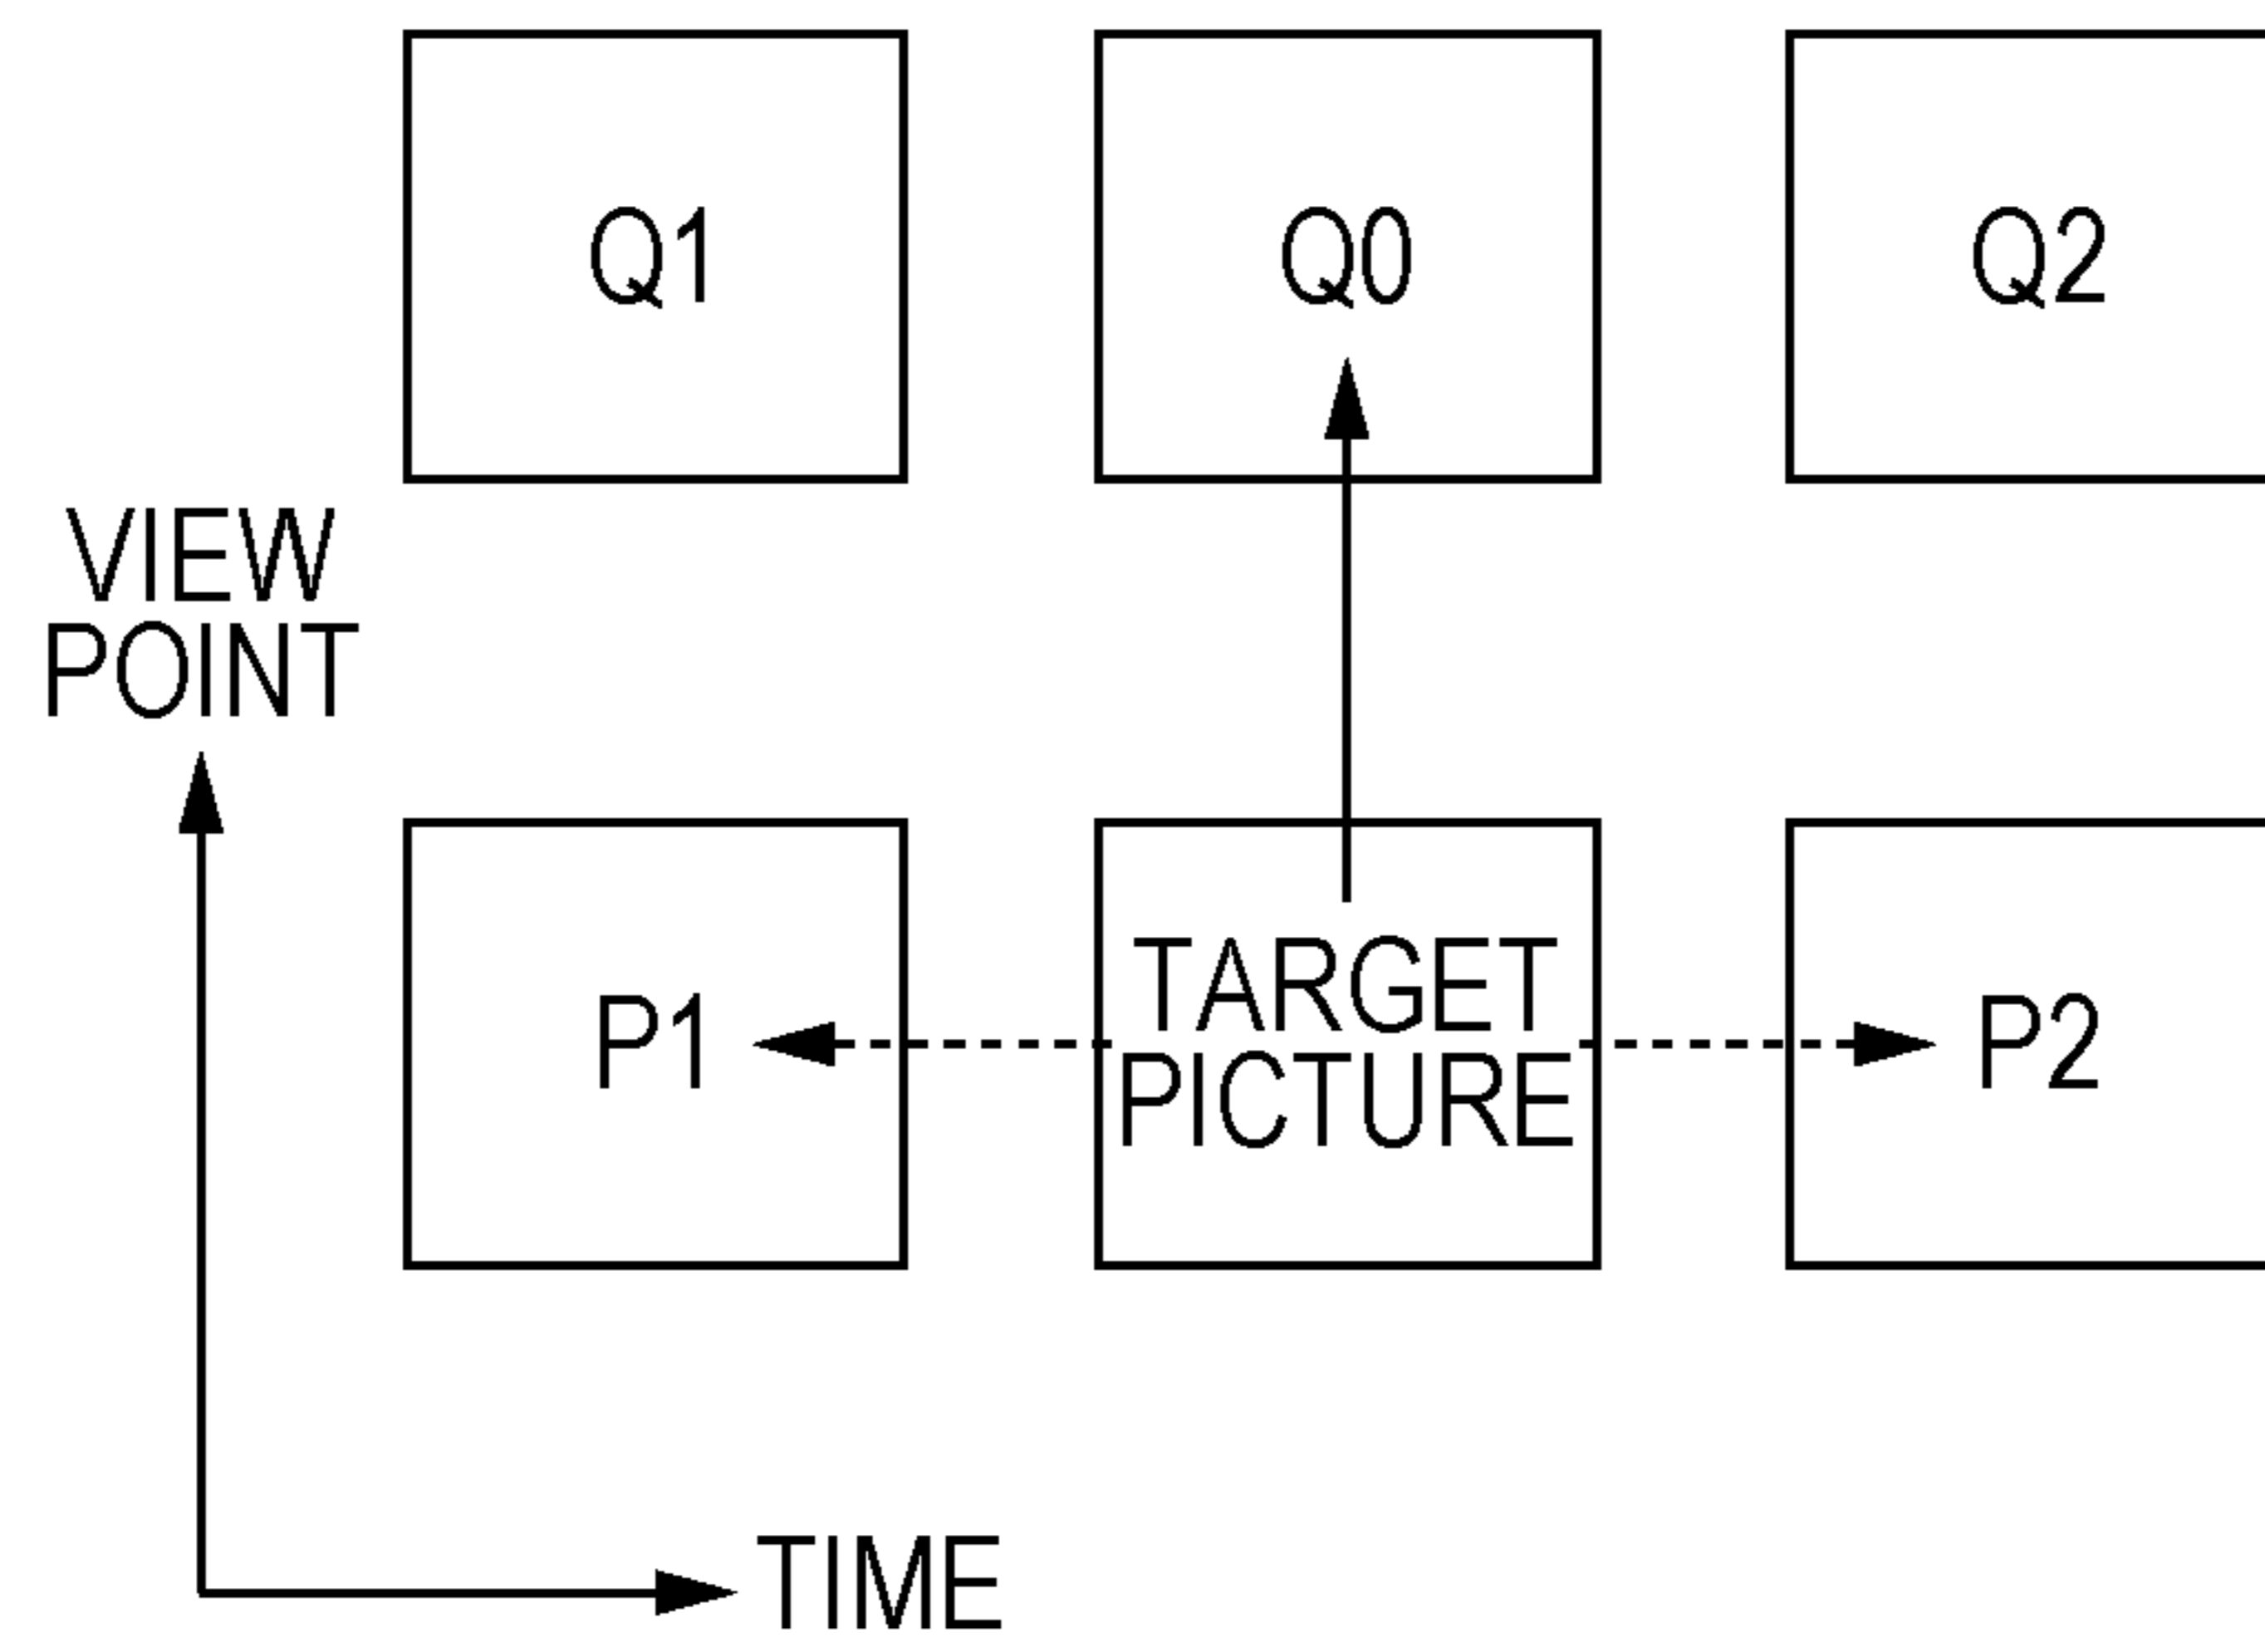 Q1 Q0 Q2
VIEW
POINT
P1 TARGET
PICTURE P2
TIME